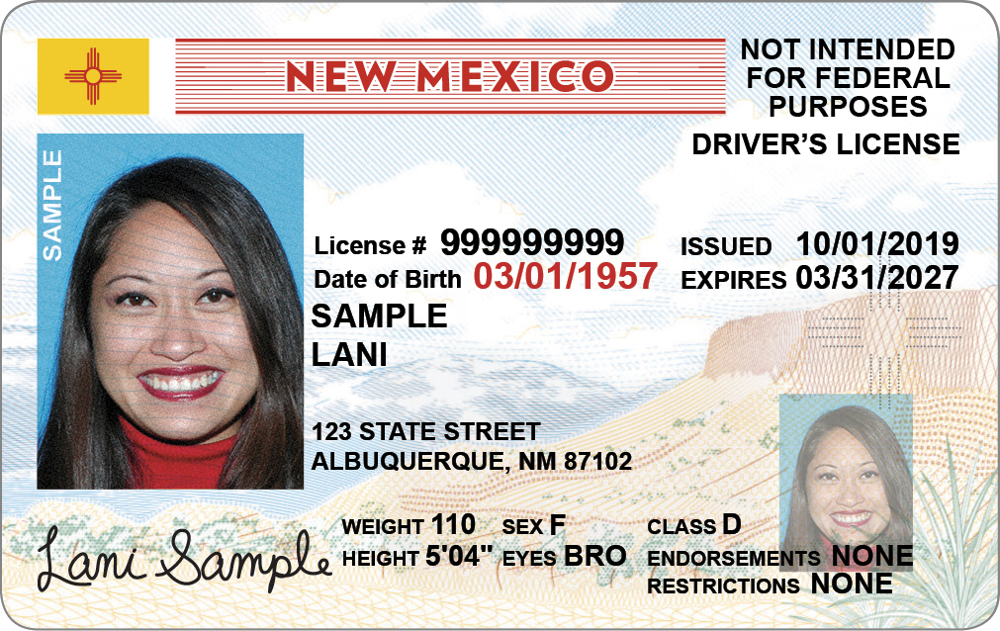 NEW MEXICO
NOT INTENDED
FOR FEDERAL
PURPOSES
DRIVER'S LICENSE
SAMPLE
License # 999999999
Date of Birth 03/01/1957
ISSUED 10/01/2019
EXPIRES 03/31/2027
SAMPLE
LANI
123 STATE STREET
ALBUQUERQUE, NM 87102
WEIGHT 110 SEX F
HEIGHT 5'04" EYES BRO
CLASS D
ENDORSEMENTS NONE
RESTRICTIONS NONE
Lani Sample